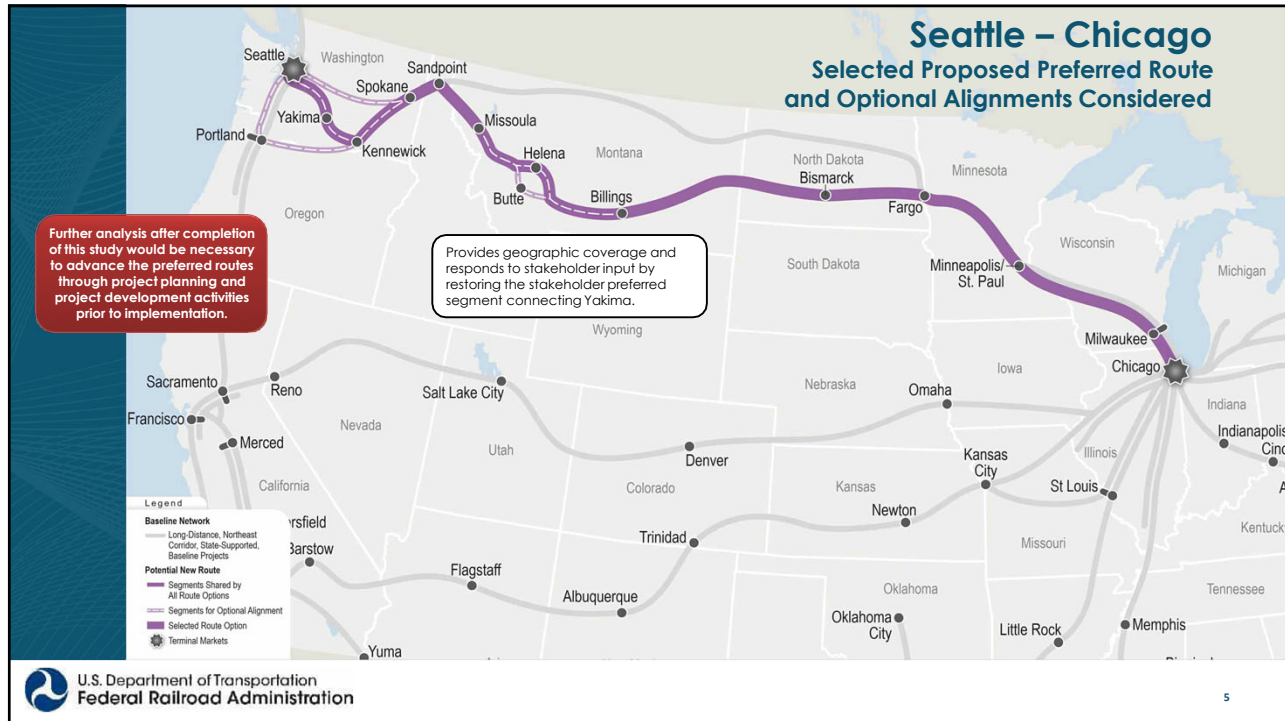 Seattle – Chicago
Selected Proposed Preferred Route
and Optional Alignments Considered
Seattle
Washington
Sandpoint
Spokane
Yakima
Missoula
Portland
Kennewick
Helena
Montana
North Dakota
Bismarck
Minnesota
Butte
Billings
Fargo
Oregon
Wisconsin
Michigan
Further analysis after completion
of this study would be necessary
to advance the preferred routes
through project planning and
project development activities
prior to implementation.
Provides geographic coverage and
responds to stakeholder input by
restoring the stakeholder preferred
segment connecting Yakima.
South Dakota
Minneapolis/
St. Paul
Wyoming
Milwaukee
Chicago
Iowa
Sacramento
Reno
Salt Lake City
Nebraska
Omaha
Francisco
Nevada
Indiana
Merced
Utah
Denver
Kansas
City
Illinois
Indianapolis
Cinc
California
Colorado
Kansas
St Louis
A
Newton
Missouri
Kentucky
Trinidad
Legend
Baseline Network
Long-Distance, Northeast
Corridor, State-Supported,
Baseline Projects
Potential New Route
Segments Shared by
All Route Options
Segments for Optional Alignment
Selected Route Option
Terminal Markets
ersfield
Barstow
Flagstaff
Albuquerque
Oklahoma
Tennessee
Oklahoma
City
Little Rock
Memphis
Yuma
U.S. Department of Transportation
Federal Railroad Administration
5